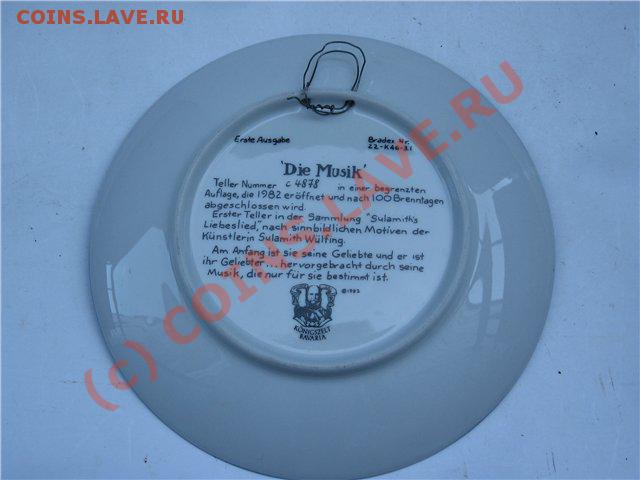 COINS.LAVE.RU
Erste Ausgabe
Bradex Nr.
22-K46-3.1
'Die Musik'
Teller Nummer C 4878 in einer begrenzten
Auflage, die 1982 eröffnet und nach 100 Brenntagen
abgeschlossen wird.
Erster Teller in der Sammlung "Sulamith's
Liebeslied", nach sinnbildlichen Motiven der
Künstlerin Sulamith Wülfing.
Am Anfang ist sie seine Geliebte und er ist
ihr Geliebter... hervorgebracht durch seine
Musik, die nur für sie bestimmt ist.
©1982
KÖNIGSZELT
BAVARIA
(c) COINS.LAVE.RU